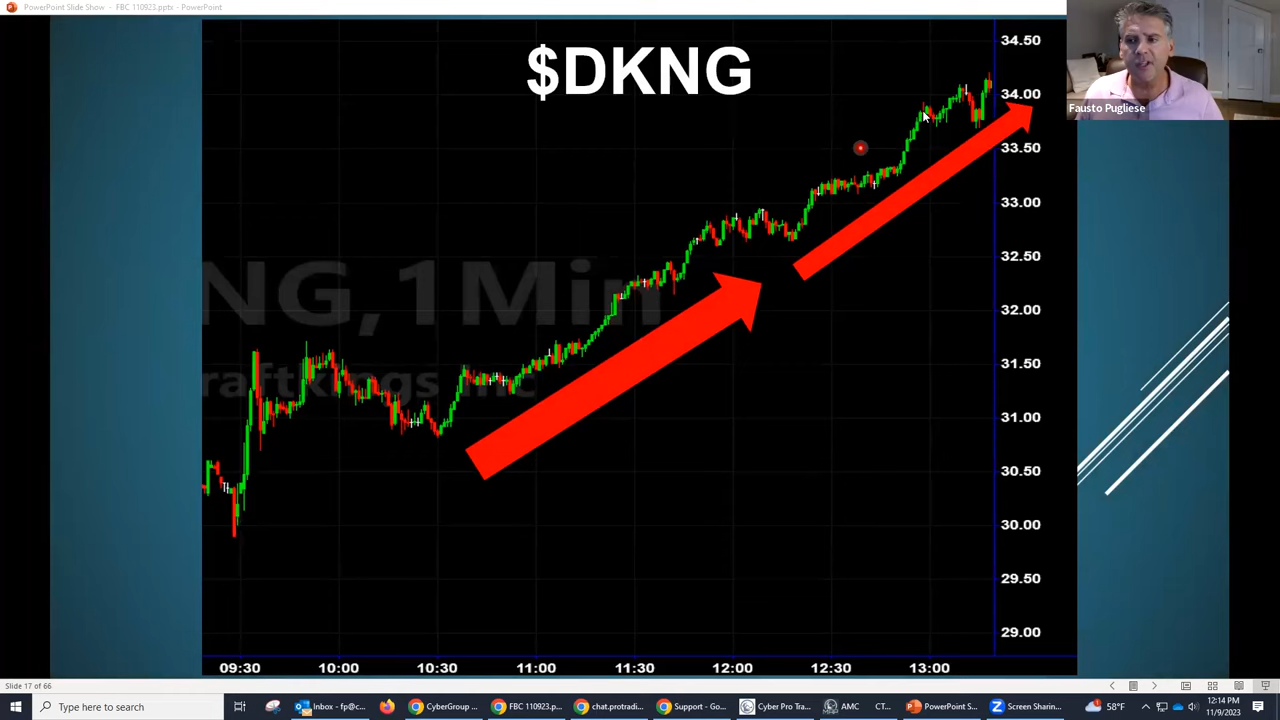 PowerPoint Slide Show - FBC 110923.pptx - PowerPoint
$DKNG
Fausto Pugliese
NG,1Min
raftkings Inc
34.50
34.00
33.50
33.00
32.50
32.00
31.50
31.00
30.50
30.00
29.50
29.00
09:30 10:00 10:30 11:00 11:30 12:00 12:30 13:00
Slide 17 of 66
Type here to search
Inbox - fp@c...
CyberGroup ...
FBC 110923.p...
chat.protradi...
Support - Go...
Cyber Pro Tra...
AMC
CT...
PowerPoint S...
Screen Sharin...
58°F
12:14 PM
11/9/2023